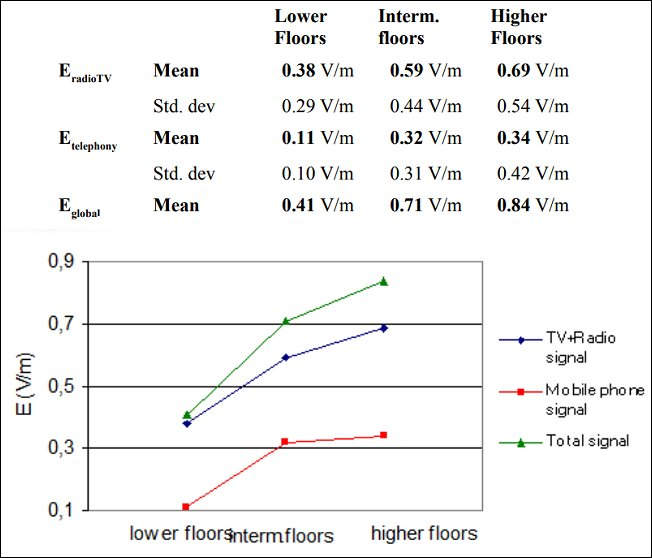 Lower Interm. Higher
Floors floors Floors
EradioTV Mean 0.38 V/m 0.59 V/m 0.69 V/m
Std. dev 0.29 V/m 0.44 V/m 0.54 V/m
Etelephony Mean 0.11 V/m 0.32 V/m 0.34 V/m
Std. dev 0.10 V/m 0.31 V/m 0.42 V/m
Eglobal Mean 0.41 V/m 0.71 V/m 0.84 V/m
0,9
0,7
0,5
0,3
0,1
E ( V/m)
lower floors interm.floors higher floors
TV+Radio
signal
Mobile phone
signal
Total signal